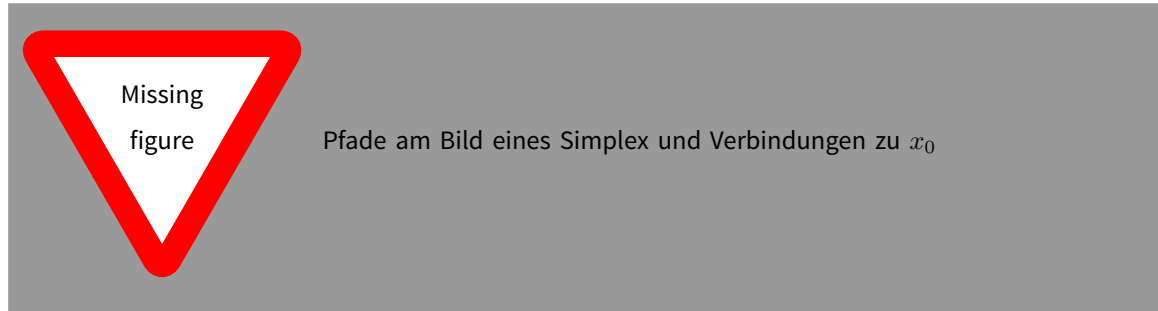 Missing
figure
Pfade am Bild eines Simplex und Verbindungen zu x₀